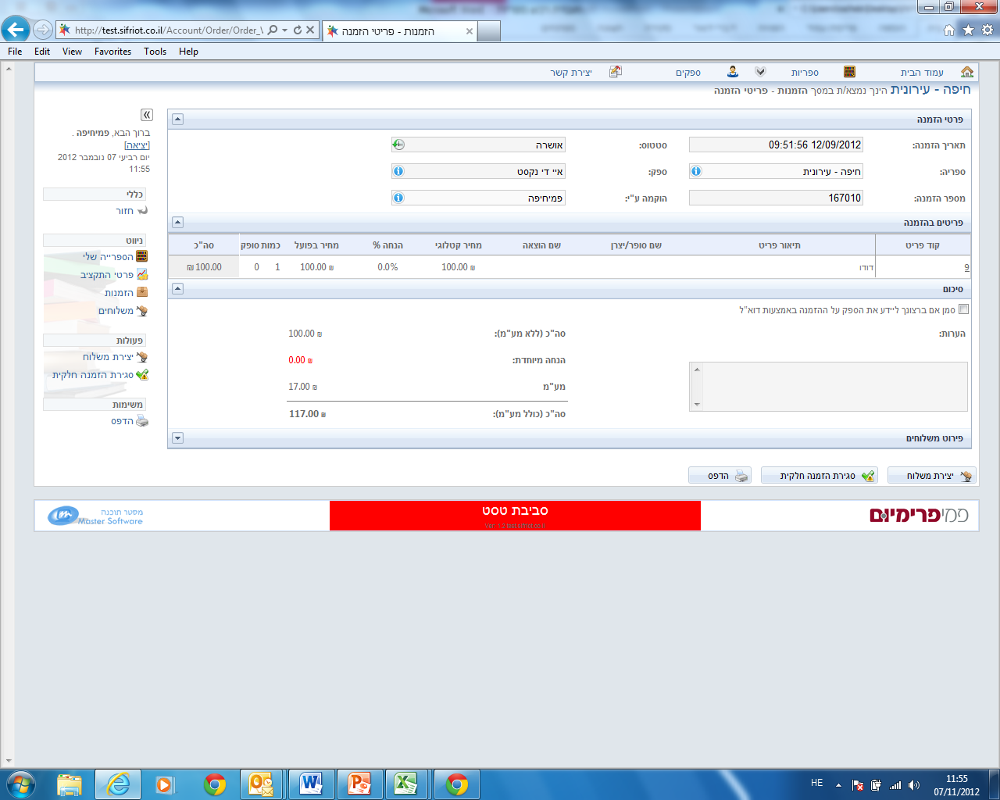 http://test.sifriot.co.il/Account/Order/Order_V
הזמנות - פריטי הזמנה
File Edit View Favorites Tools Help
עמוד הבית ספריות ספקים יצירת קשר
חיפה - עירונית הינך נמצא/ת במסך הזמנות - פריטי הזמנה
ברוך הבא, פמיחיפה .
[יציאה]
יום רביעי 07 נובמבר 2012
11:55
כללי
חזור
ניווט
הספרייה שלי
פרטי התקציב
הזמנות
משלוחים
פעולות
יצירת משלוח
סגירת הזמנה חלקית
משימות
הדפס
פרטי הזמנה
תאריך הזמנה: 12/09/2012 09:51:56 סטטוס: אושרה
ספריה: חיפה - עירונית ספק: איי די נקסט
מספר הזמנה: 167010 הוקמה ע"י: פמיחיפה
פריטים בהזמנה
קוד פריט תיאור פריט שם סופר/יצרן שם הוצאה מחיר קטלוגי הנחה % מחיר בפועל כמות סופק סה"כ
9 דודו 100.00 ₪ 0.0% 100.00 ₪ 1 0 100.00 ₪
סיכום
סמן אם ברצונך ליידע את הספק על ההזמנה באמצעות דוא"ל
הערות: סה"כ (ללא מע"מ): 100.00 ₪
הנחה מיוחדת: 0.00 ₪
מע"מ 17.00 ₪
סה"כ (כולל מע"מ): 117.00 ₪
פירוט משלוחים
יצירת משלוח סגירת הזמנה חלקית הדפס
פמיפרימיום
סביבת טסט
Ver. 1.2 test.sifriot.co.il
מסטר תוכנה
Master Software
HE
11:55
07/11/2012